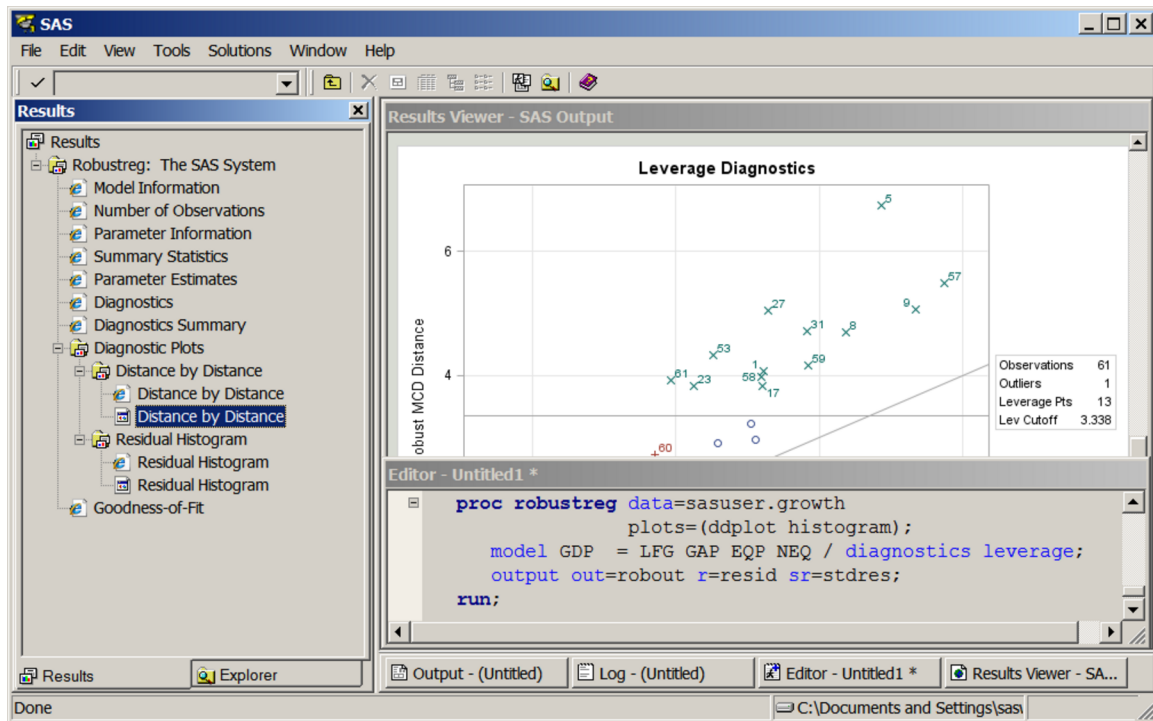 SAS
File Edit View Tools Solutions Window Help
Results
Results
Robustreg: The SAS System
Model Information
Number of Observations
Parameter Information
Summary Statistics
Parameter Estimates
Diagnostics
Diagnostics Summary
Diagnostic Plots
Distance by Distance
Distance by Distance
Distance by Distance
Residual Histogram
Residual Histogram
Residual Histogram
Goodness-of-Fit
Results Explorer
Results Viewer - SAS Output
Leverage Diagnostics
obust MCD Distance
6
4
5
57
9
27
31
8
53
59
1
61
23
58
17
60
Observations 61
Outliers 1
Leverage Pts 13
Lev Cutoff 3.338
Editor - Untitled1 *
proc robustreg data=sasuser.growth
plots=(ddplot histogram);
model GDP = LFG GAP EQP NEQ / diagnostics leverage;
output out=robout r=resid sr=stdres;
run;
Output - (Untitled) Log - (Untitled) Editor - Untitled1 * Results Viewer - SA...
Done C:\Documents and Settings\sas